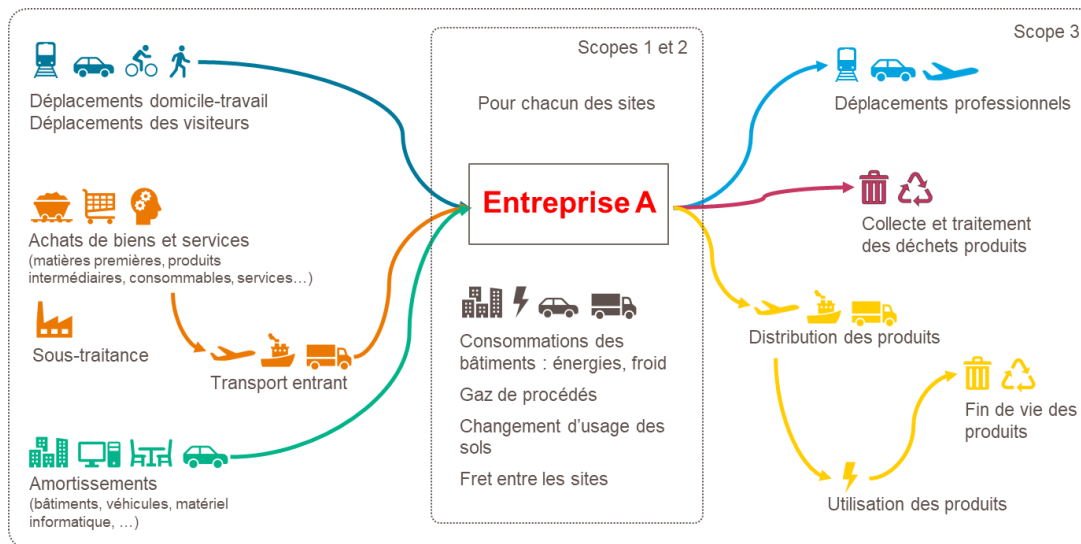 Scope 3
Scopes 1 et 2
Pour chacun des sites
Entreprise A
Consommations des
bâtiments : énergies, froid
Gaz de procédés
Changement d’usage des
sols
Fret entre les sites
Déplacements domicile-travail
Déplacements des visiteurs
Achats de biens et services
(matières premières, produits
intermédiaires, consommables, services…)
Sous-traitance
Transport entrant
Amortissements
(bâtiments, véhicules, matériel
informatique, …)
Déplacements professionnels
Collecte et traitement
des déchets produits
Distribution des produits
Fin de vie des
produits
Utilisation des produits